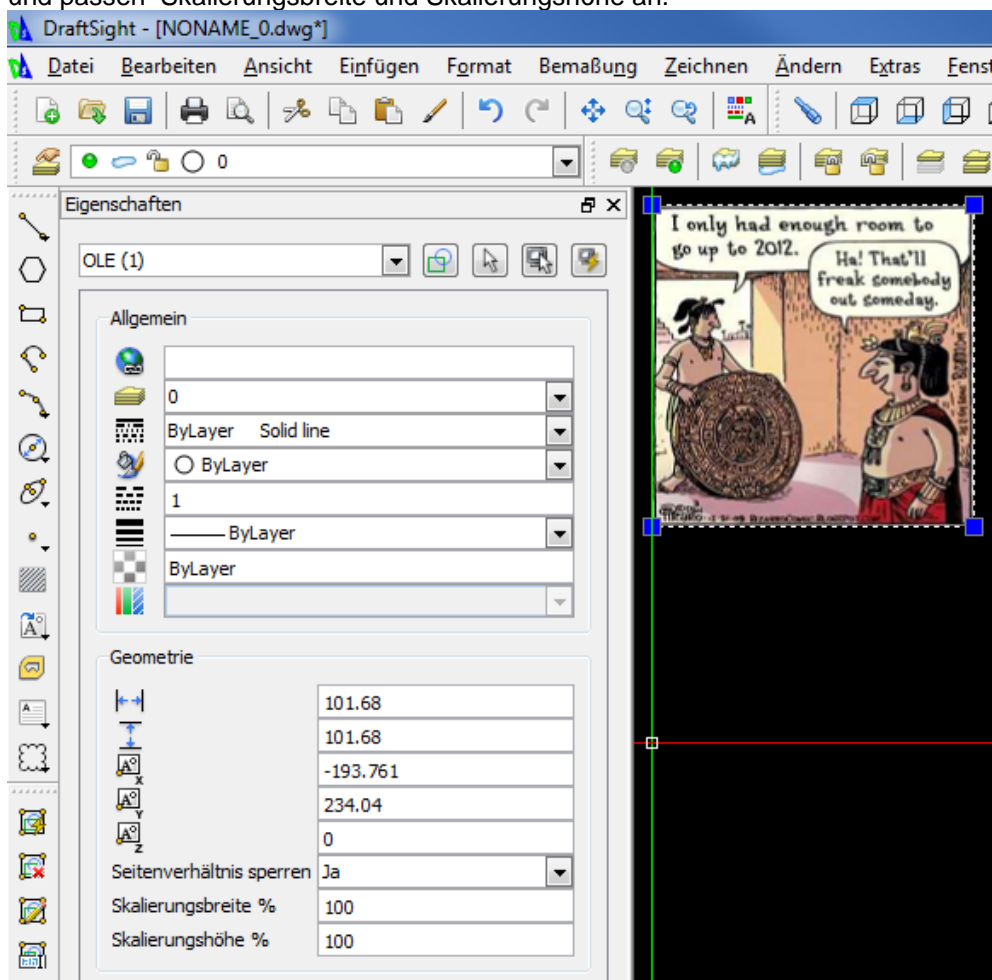 und passen Skalierungsbreite und Skalierungshöhe an.
DraftSight - [NONAME_0.dwg*]
Datei Bearbeiten Ansicht Einfügen Format Bemaßung Zeichnen Ändern Extras Fenst
A
0
Eigenschaften
OLE (1)
Allgemein
0
ByLayer Solid line
ByLayer
1
ByLayer
ByLayer
Geometrie
101.68
101.68
-193.761
234.04
0
Seitenverhältnis sperren Ja
Skalierungsbreite % 100
Skalierungshöhe % 100
I only had enough room to
go up to 2012.
Ha! That'll
freak somebody
out someday.